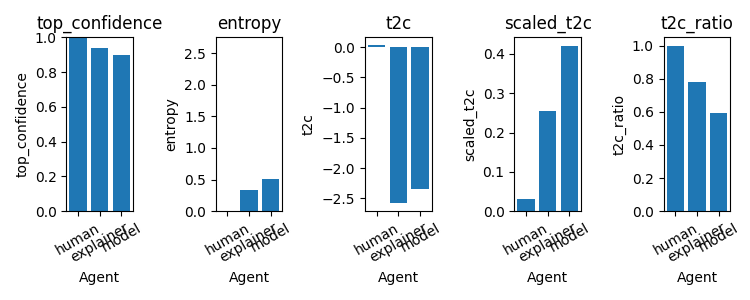 top_confidence
entropy
t2c
scaled_t2c
t2c_ratio
top_confidence
1.0
0.8
0.6
0.4
0.2
0.0
human
explainer
model
Agent
entropy
2.5
2.0
1.5
1.0
0.5
0.0
human
explainer
model
Agent
t2c
0.0
−0.5
−1.0
−1.5
−2.0
−2.5
human
explainer
model
Agent
scaled_t2c
0.4
0.3
0.2
0.1
0.0
human
explainer
model
Agent
t2c_ratio
1.0
0.8
0.6
0.4
0.2
0.0
human
explainer
model
Agent